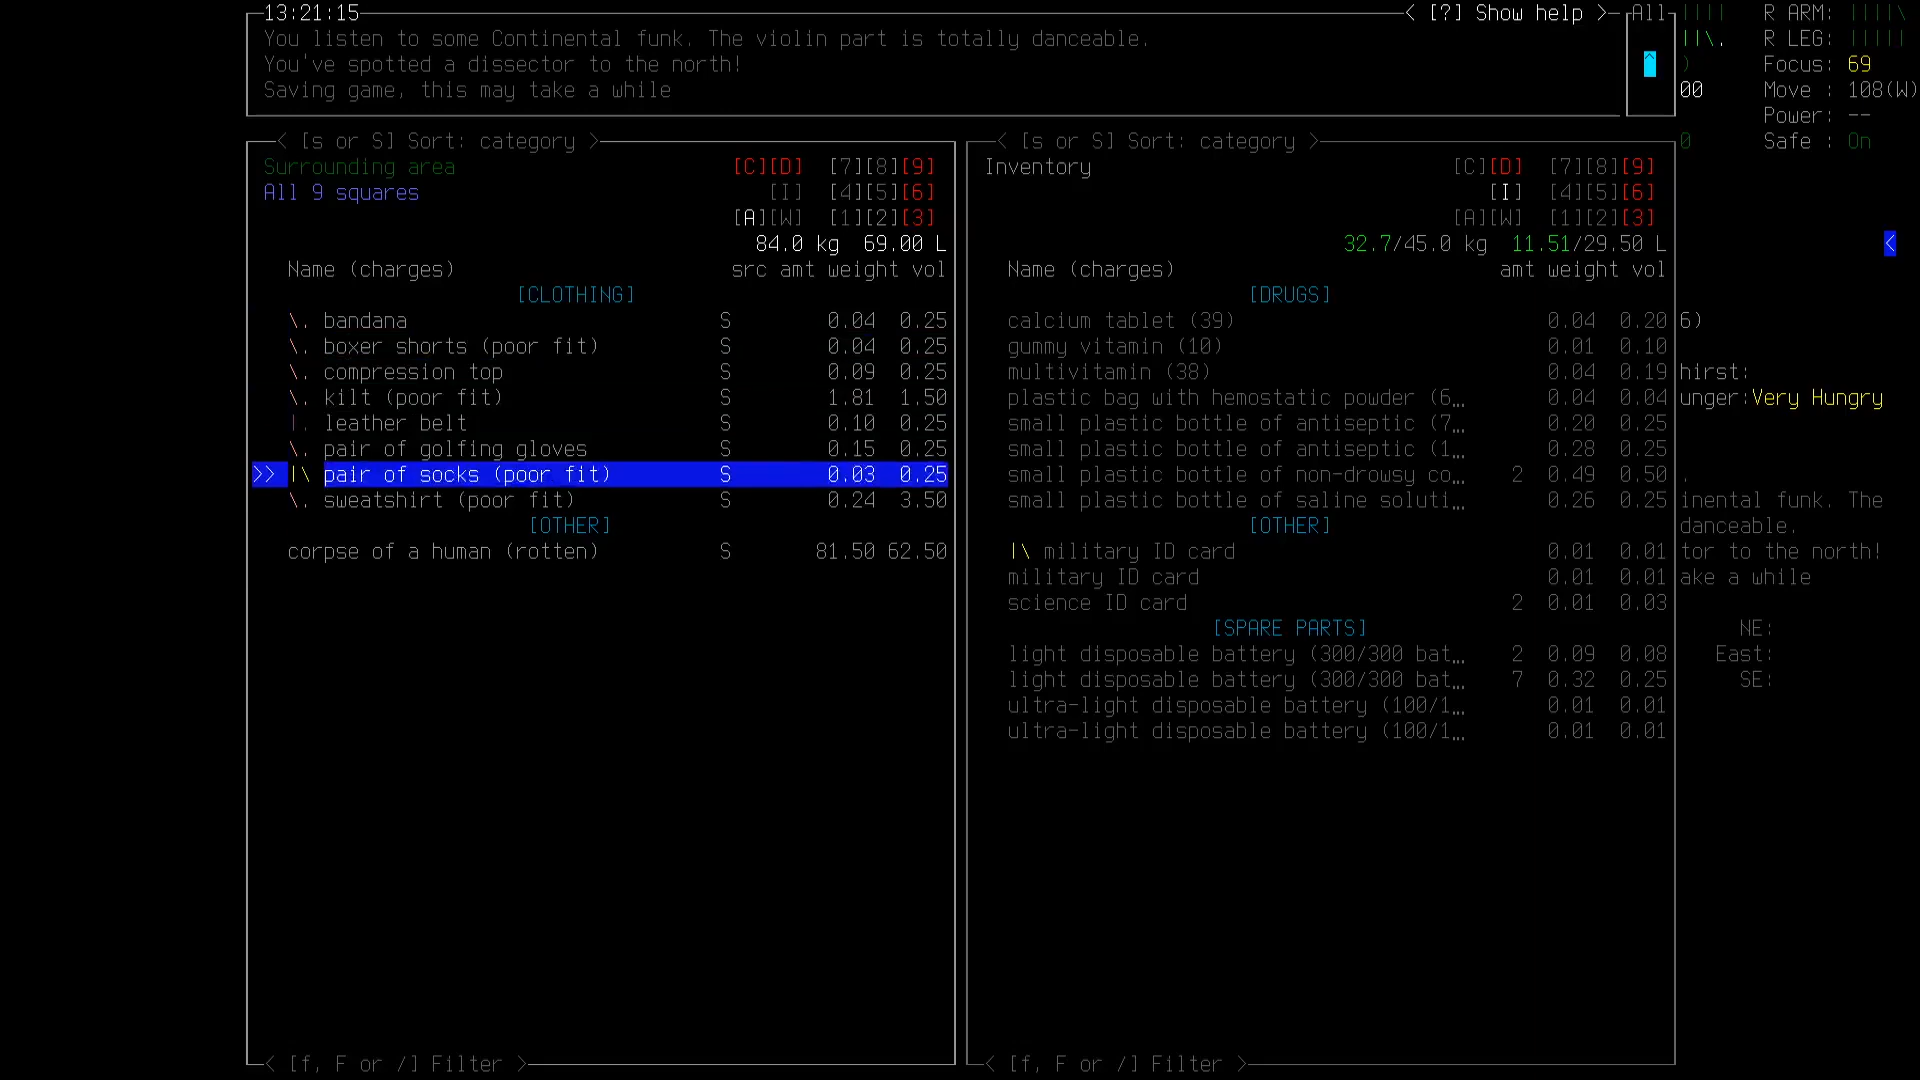 13:21:15 < [?] Show help > All R ARM:
You listen to some Continental funk. The violin part is totally danceable. R LEG:
You've spotted a dissector to the north! ) Focus: 69
Saving game, this may take a while 00 Move : 108(W)
Power: --
< [s or S] Sort: category > < [s or S] Sort: category > 0 Safe : On
Surrounding area [C][D] [7][8][9] Inventory [C][D] [7][8][9]
All 9 squares [I] [4][5][6] [I] [4][5][6]
[A][W] [1][2][3] [A][W] [1][2][3]
84.0 kg 69.00 L 32.7/45.0 kg 11.51/29.50 L <
Name (charges) src amt weight vol Name (charges) amt weight vol
[CLOTHING] [DRUGS]
\. bandana S 0.04 0.25 calcium tablet (39) 0.04 0.20 6)
\. boxer shorts (poor fit) S 0.04 0.25 gummy vitamin (10) 0.01 0.10
\. compression top S 0.09 0.25 multivitamin (38) 0.04 0.19 hirst:
\. kilt (poor fit) S 1.81 1.50 plastic bag with hemostatic powder (6… 0.04 0.04 unger:Very Hungry
|. leather belt S 0.10 0.25 small plastic bottle of antiseptic (7… 0.20 0.25
\. pair of golfing gloves S 0.15 0.25 small plastic bottle of antiseptic (1… 0.28 0.25
>> |\ pair of socks (poor fit) S 0.03 0.25 small plastic bottle of non-drowsy co… 2 0.49 0.50 .
\. sweatshirt (poor fit) S 0.24 3.50 small plastic bottle of saline soluti… 0.26 0.25 inental funk. The
[OTHER] [OTHER] danceable.
corpse of a human (rotten) S 81.50 62.50 |\ military ID card 0.01 0.01 tor to the north!
military ID card 0.01 0.01 ake a while
science ID card 2 0.01 0.03
[SPARE PARTS] NE:
light disposable battery (300/300 bat… 2 0.09 0.08 East:
light disposable battery (300/300 bat… 7 0.32 0.25 SE:
ultra-light disposable battery (100/1… 0.01 0.01
ultra-light disposable battery (100/1… 0.01 0.01
< [f, F or /] Filter > < [f, F or /] Filter >